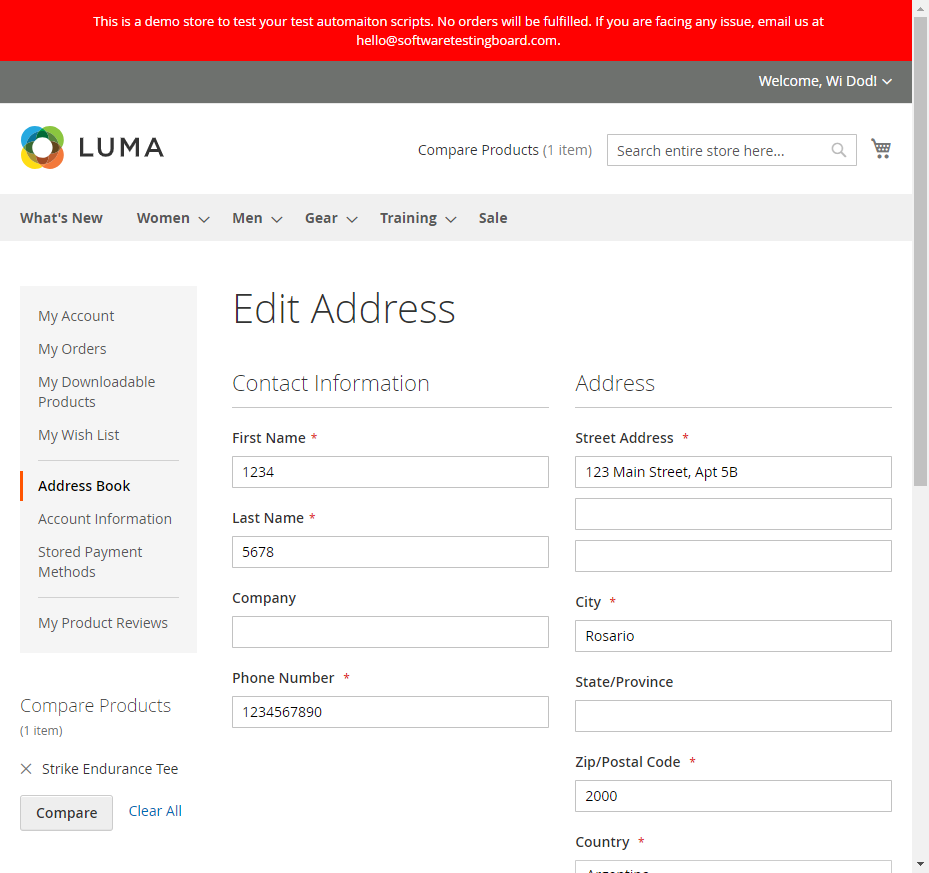 This is a demo store to test your test automaiton scripts. No orders will be fulfilled. If you are facing any issue, email us at
hello@softwaretestingboard.com.
Welcome, Wi Dod!
LUMA
Compare Products (1 item)
Search entire store here...
What's New
Women
Men
Gear
Training
Sale
My Account
My Orders
My Downloadable
Products
My Wish List
Address Book
Account Information
Stored Payment
Methods
My Product Reviews
Compare Products
(1 item)
Strike Endurance Tee
Compare
Clear All
Edit Address
Contact Information
First Name *
1234
Last Name *
5678
Company
Phone Number *
1234567890
Address
Street Address *
123 Main Street, Apt 5B
City *
Rosario
State/Province
Zip/Postal Code *
2000
Country *
Argentina